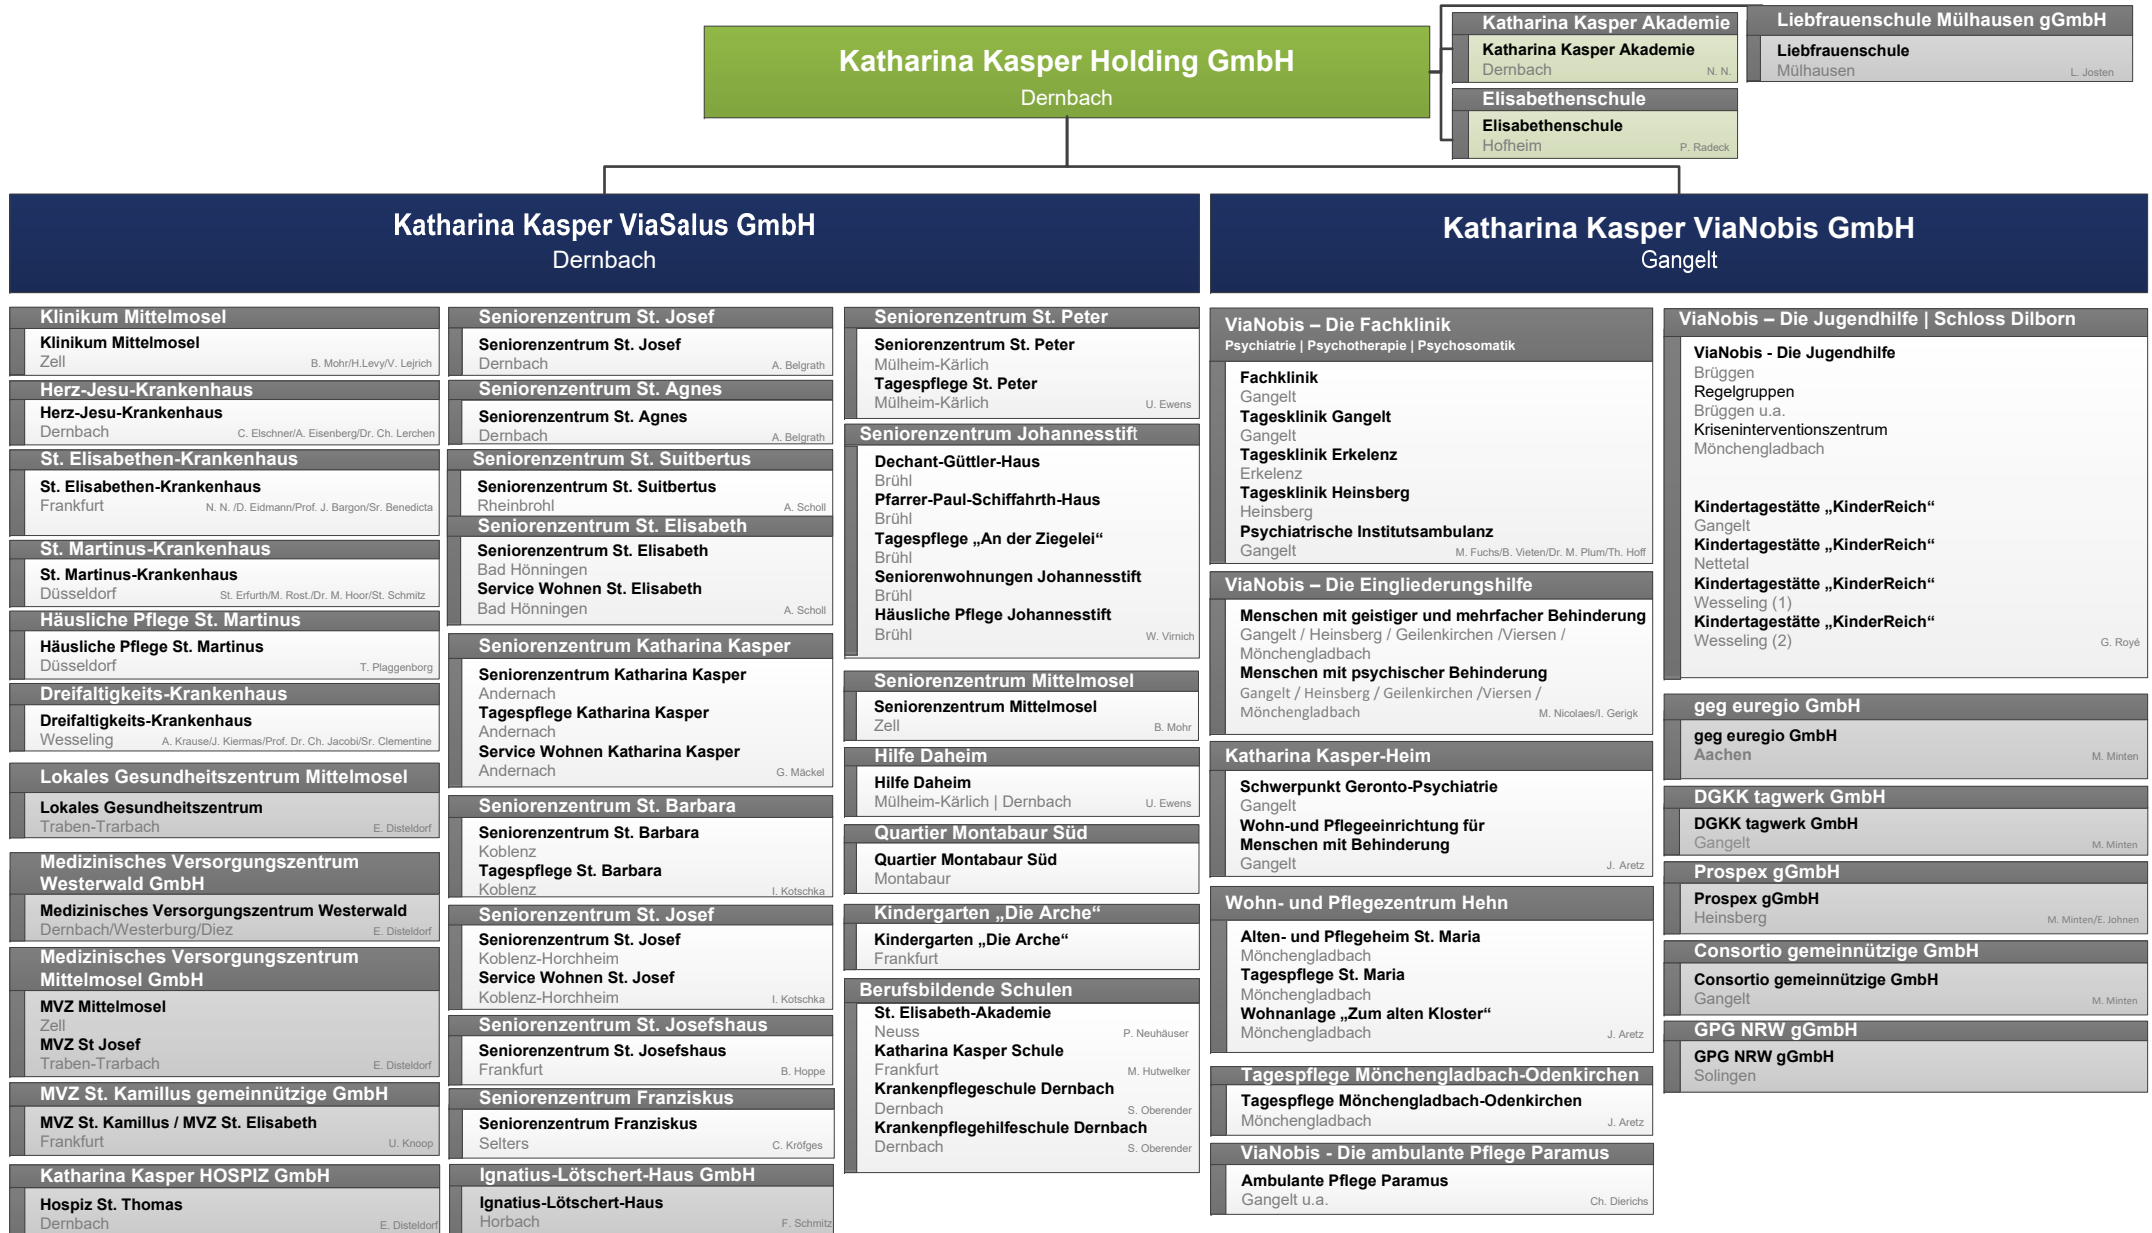 Katharina Kasper Holding GmbH
Dernbach
Katharina Kasper Akademie
Katharina Kasper Akademie
Dernbach N. N.
Elisabethenschule
Elisabethenschule
Hofheim P. Radeck
Liebfrauenschule Mülhausen gGmbH
Liebfrauenschule
Mülhausen L. Josten
Katharina Kasper ViaSalus GmbH
Dernbach
Klinikum Mittelmosel
Klinikum Mittelmosel
Zell B. Mohr/H.Levy/V. Lejrich
Herz-Jesu-Krankenhaus
Herz-Jesu-Krankenhaus
Dernbach C. Elschner/A. Eisenberg/Dr. Ch. Lerchen
St. Elisabethen-Krankenhaus
St. Elisabethen-Krankenhaus
Frankfurt N. N. /D. Eidmann/Prof. J. Bargon/Sr. Benedicta
St. Martinus-Krankenhaus
St. Martinus-Krankenhaus
Düsseldorf St. Erfurth/M. Rost./Dr. M. Hoor/St. Schmitz
Häusliche Pflege St. Martinus
Häusliche Pflege St. Martinus
Düsseldorf T. Plaggenborg
Dreifaltigkeits-Krankenhaus
Dreifaltigkeits-Krankenhaus
Wesseling A. Krause/J. Kiermas/Prof. Dr. Ch. Jacobi/Sr. Clementine
Lokales Gesundheitszentrum Mittelmosel
Lokales Gesundheitszentrum
Traben-Trarbach E. Disteldorf
Medizinisches Versorgungszentrum
Westerwald GmbH
Medizinisches Versorgungszentrum Westerwald
Dernbach/Westerburg/Diez E. Disteldorf
Medizinisches Versorgungszentrum
Mittelmosel GmbH
MVZ Mittelmosel
Zell
MVZ St Josef
Traben-Trarbach E. Disteldorf
MVZ St. Kamillus gemeinnützige GmbH
MVZ St. Kamillus / MVZ St. Elisabeth
Frankfurt U. Knoop
Katharina Kasper HOSPIZ GmbH
Hospiz St. Thomas
Dernbach E. Disteldorf
Seniorenzentrum St. Josef
Seniorenzentrum St. Josef
Dernbach A. Belgrath
Seniorenzentrum St. Agnes
Seniorenzentrum St. Agnes
Dernbach A. Belgrath
Seniorenzentrum St. Suitbertus
Seniorenzentrum St. Suitbertus
Rheinbrohl A. Scholl
Seniorenzentrum St. Elisabeth
Seniorenzentrum St. Elisabeth
Bad Hönningen
Service Wohnen St. Elisabeth
Bad Hönningen A. Scholl
Seniorenzentrum Katharina Kasper
Seniorenzentrum Katharina Kasper
Andernach
Tagespflege Katharina Kasper
Andernach
Service Wohnen Katharina Kasper
Andernach G. Mäckel
Seniorenzentrum St. Barbara
Seniorenzentrum St. Barbara
Koblenz
Tagespflege St. Barbara
Koblenz I. Kotschka
Seniorenzentrum St. Josef
Seniorenzentrum St. Josef
Koblenz-Horchheim
Service Wohnen St. Josef
Koblenz-Horchheim I. Kotschka
Seniorenzentrum St. Josefshaus
Seniorenzentrum St. Josefshaus
Frankfurt B. Hoppe
Seniorenzentrum Franziskus
Seniorenzentrum Franziskus
Selters C. Kröfges
Ignatius-Lötschert-Haus GmbH
Ignatius-Lötschert-Haus
Horbach F. Schmitz
Seniorenzentrum St. Peter
Seniorenzentrum St. Peter
Mülheim-Kärlich
Tagespflege St. Peter
Mülheim-Kärlich U. Ewens
Seniorenzentrum Johannesstift
Dechant-Güttler-Haus
Brühl
Pfarrer-Paul-Schiffahrth-Haus
Brühl
Tagespflege „An der Ziegelei“
Brühl
Seniorenwohnungen Johannesstift
Brühl
Häusliche Pflege Johannesstift
Brühl W. Virnich
Seniorenzentrum Mittelmosel
Seniorenzentrum Mittelmosel
Zell B. Mohr
Hilfe Daheim
Hilfe Daheim
Mülheim-Kärlich | Dernbach U. Ewens
Quartier Montabaur Süd
Quartier Montabaur Süd
Montabaur
Kindergarten „Die Arche“
Kindergarten „Die Arche“
Frankfurt
Berufsbildende Schulen
St. Elisabeth-Akademie
Neuss P. Neuhäuser
Katharina Kasper Schule
Frankfurt M. Hutwelker
Krankenpflegeschule Dernbach
Dernbach S. Oberender
Krankenpflegehilfeschule Dernbach
Dernbach S. Oberender
Katharina Kasper ViaNobis GmbH
Gangelt
ViaNobis – Die Fachklinik
Psychiatrie | Psychotherapie | Psychosomatik
Fachklinik
Gangelt
Tagesklinik Gangelt
Gangelt
Tagesklinik Erkelenz
Erkelenz
Tagesklinik Heinsberg
Heinsberg
Psychiatrische Institutsambulanz
Gangelt M. Fuchs/B. Vieten/Dr. M. Plum/Th. Hoff
ViaNobis – Die Eingliederungshilfe
Menschen mit geistiger und mehrfacher Behinderung
Gangelt / Heinsberg / Geilenkirchen /Viersen /
Mönchengladbach
Menschen mit psychischer Behinderung
Gangelt / Heinsberg / Geilenkirchen /Viersen /
Mönchengladbach M. Nicolaes/I. Gerigk
Katharina Kasper-Heim
Schwerpunkt Geronto-Psychiatrie
Gangelt
Wohn-und Pflegeeinrichtung für
Menschen mit Behinderung
Gangelt J. Aretz
Wohn- und Pflegezentrum Hehn
Alten- und Pflegeheim St. Maria
Mönchengladbach
Tagespflege St. Maria
Mönchengladbach
Wohnanlage „Zum alten Kloster“
Mönchengladbach J. Aretz
Tagespflege Mönchengladbach-Odenkirchen
Tagespflege Mönchengladbach-Odenkirchen
Mönchengladbach J. Aretz
ViaNobis - Die ambulante Pflege Paramus
Ambulante Pflege Paramus
Gangelt u.a. Ch. Dierichs
ViaNobis – Die Jugendhilfe | Schloss Dilborn
ViaNobis - Die Jugendhilfe
Brüggen
Regelgruppen
Brüggen u.a.
Kriseninterventionszentrum
Mönchengladbach
Kindertagestätte „KinderReich“
Gangelt
Kindertagestätte „KinderReich“
Nettetal
Kindertagestätte „KinderReich“
Wesseling (1)
Kindertagestätte „KinderReich“
Wesseling (2) G. Royé
geg euregio GmbH
geg euregio GmbH
Aachen M. Minten
DGKK tagwerk GmbH
DGKK tagwerk GmbH
Gangelt M. Minten
Prospex gGmbH
Prospex gGmbH
Heinsberg M. Minten/E. Johnen
Consortio gemeinnützige GmbH
Consortio gemeinnützige GmbH
Gangelt M. Minten
GPG NRW gGmbH
GPG NRW gGmbH
Solingen